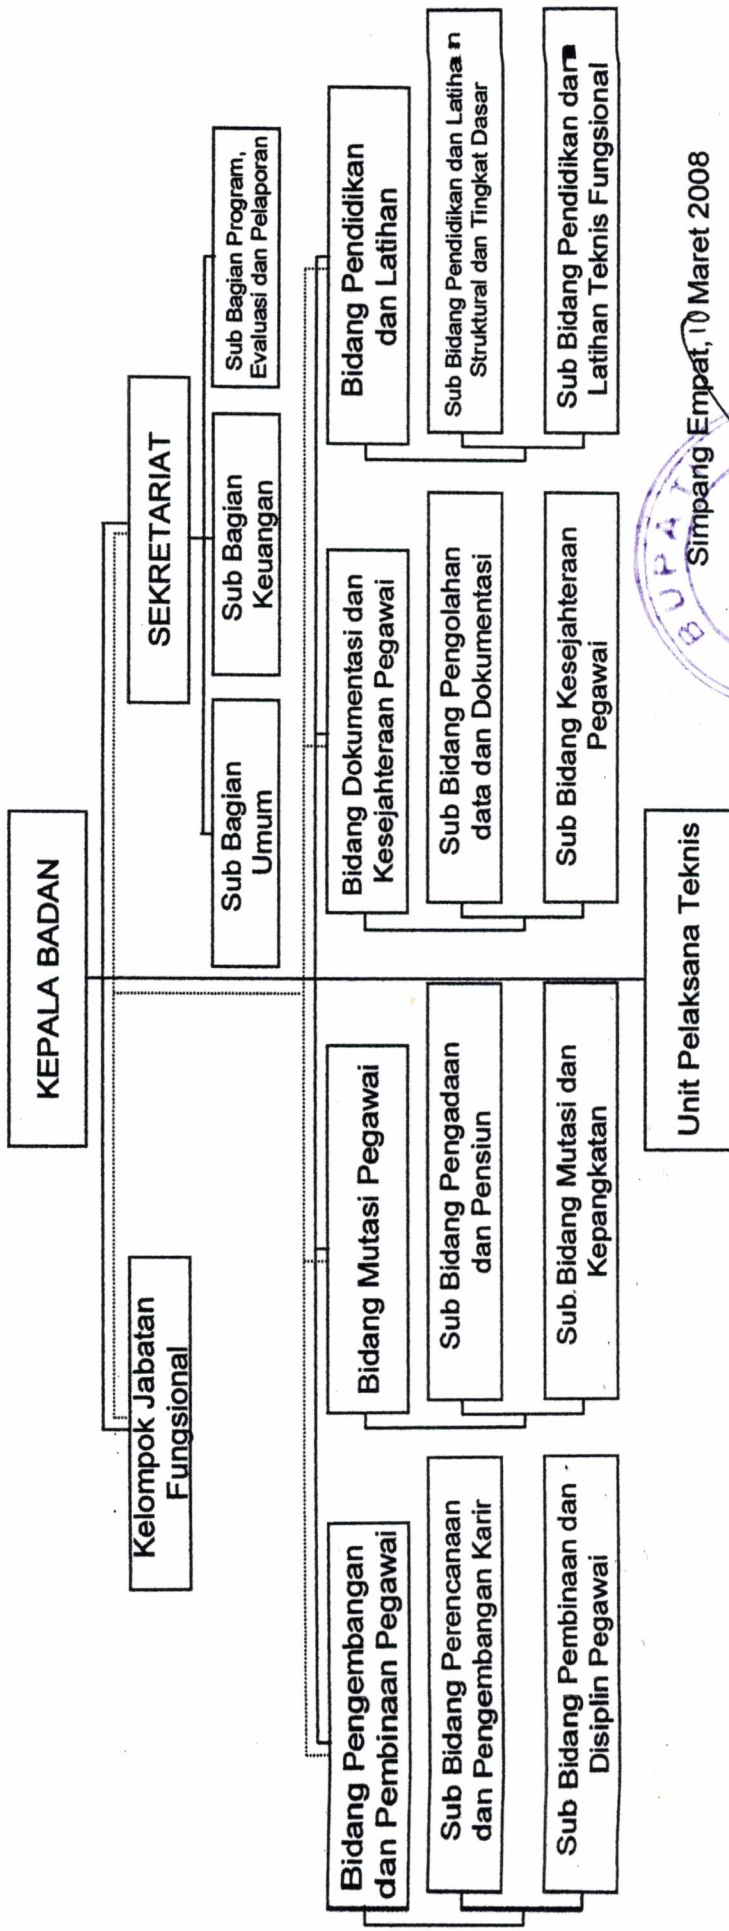 KEPALA BADAN
Kelompok Jabatan
Fungsional
SEKRETARIAT
Sub Bagian
Umum
Sub Bagian
Keuangan
Sub Bagian Program,
Evaluasi dan Pelaporan
Bidang Pengembangan
dan Pembinaan Pegawai
Sub Bidang Perencanaan
dan Pengembangan Karir
Sub Bidang Pembinaan dan
Disiplin Pegawai
Bidang Mutasi Pegawai
Sub Bidang Pengadaan
dan Pensiun
Sub Bidang Mutasi dan
Kepangkatan
Bidang Dokumentasi dan
Kesejahteraan Pegawai
Sub Bidang Pengolahan
data dan Dokumentasi
Sub Bidang Kesejahteraan
Pegawai
Bidang Pendidikan
dan Latihan
Sub Bidang Pendidikan dan Latihan
Struktural dan Tingkat Dasar
Sub Bidang Pendidikan dan
Latihan Teknis Fungsional
Unit Pelaksana Teknis
Simpang Empat, 10 Maret 2008
BUPAT